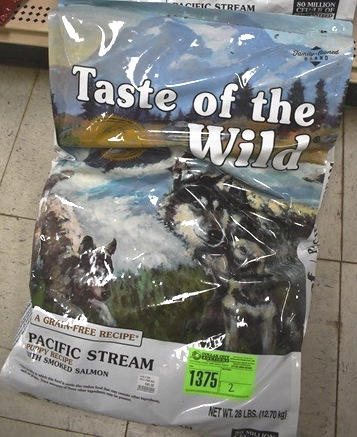 PACIFIC STREAM
80 MILLION
Family-Owned
BRAND
Taste of the
Wild
A GRAIN-FREE RECIPE*
PACIFIC STREAM
PUPPY RECIPE
WITH SMOKED SALMON
1375
2
NET WT. 28 LBS. (12.70 kg)